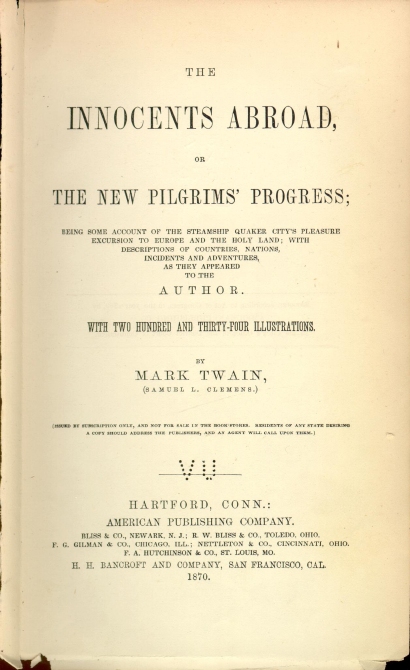 THE
INNOCENTS ABROAD,
OR
THE NEW PILGRIMS' PROGRESS;
BEING SOME ACCOUNT OF THE STEAMSHIP QUAKER CITY'S PLEASURE
EXCURSION TO EUROPE AND THE HOLY LAND; WITH
DESCRIPTIONS OF COUNTRIES, NATIONS,
INCIDENTS AND ADVENTURES,
AS THEY APPEARED
TO THE
AUTHOR.
WITH TWO HUNDRED AND THIRTY-FOUR ILLUSTRATIONS.
BY
MARK TWAIN,
(SAMUEL L. CLEMENS.)
(ISSUED BY SUBSCRIPTION ONLY, AND NOT FOR SALE IN THE BOOK-STORES. RESIDENTS OF ANY STATE DESIRING
A COPY SHOULD ADDRESS THE PUBLISHERS, AND AN AGENT WILL CALL UPON THEM.)
VU
HARTFORD, CONN.:
AMERICAN PUBLISHING COMPANY.
BLISS & CO., NEWARK, N. J.; R. W. BLISS & CO., TOLEDO, OHIO.
F. G. GILMAN & CO., CHICAGO, ILL.; NETTLETON & CO., CINCINNATI, OHIO.
F. A. HUTCHINSON & CO., ST. LOUIS, MO.
H. H. BANCROFT AND COMPANY, SAN FRANCISCO, CAL.
1870.